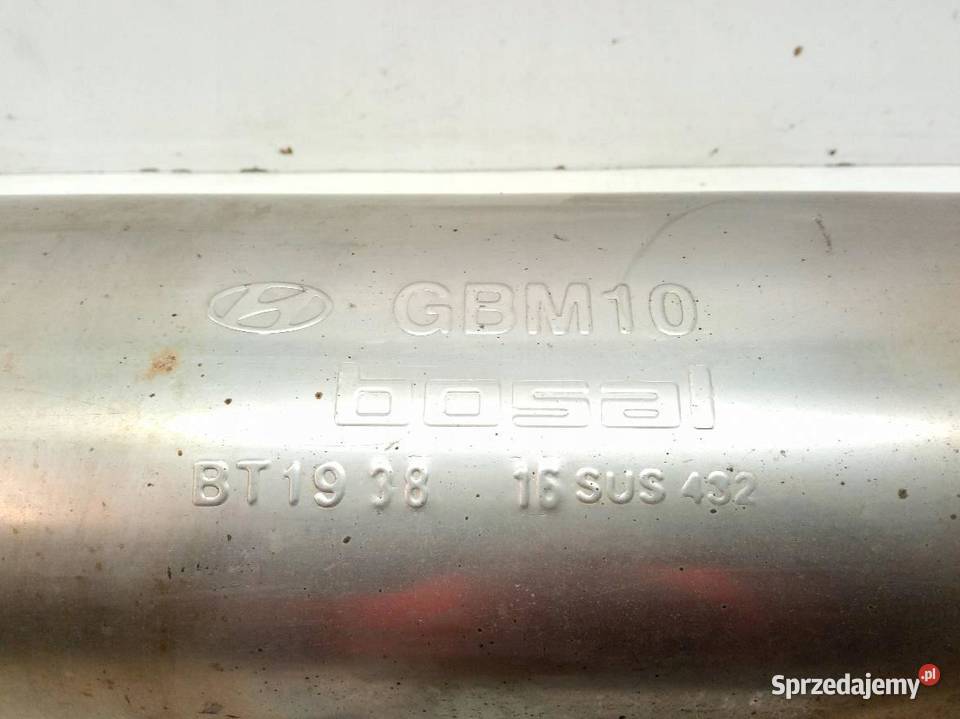 GBM10
bosal
BT19 38 16 SUS 432
Sprzedajemy.pl